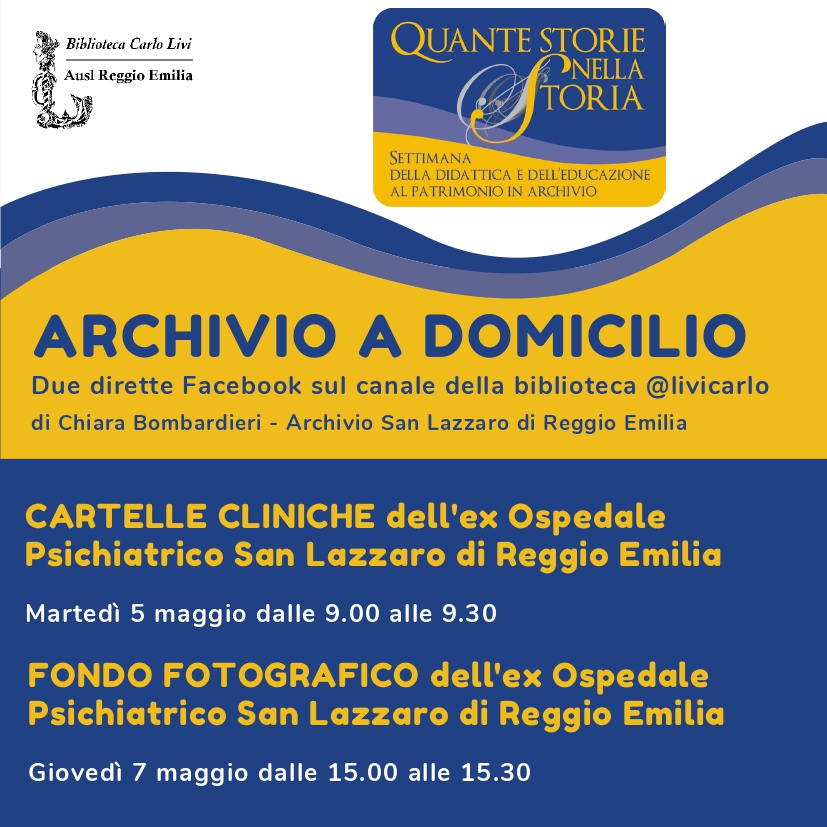 Biblioteca Carlo Livi
Ausl Reggio Emilia
QUANTE STORIE
NELLA
STORIA
SETTIMANA
DELLA DIDATTICA E DELL'EDUCAZIONE
AL PATRIMONIO IN ARCHIVIO
ARCHIVIO A DOMICILIO
Due dirette Facebook sul canale della biblioteca @livicarlo
di Chiara Bombardieri - Archivio San Lazzaro di Reggio Emilia
CARTELLE CLINICHE dell'ex Ospedale
Psichiatrico San Lazzaro di Reggio Emilia
Martedì 5 maggio dalle 9.00 alle 9.30
FONDO FOTOGRAFICO dell'ex Ospedale
Psichiatrico San Lazzaro di Reggio Emilia
Giovedì 7 maggio dalle 15.00 alle 15.30